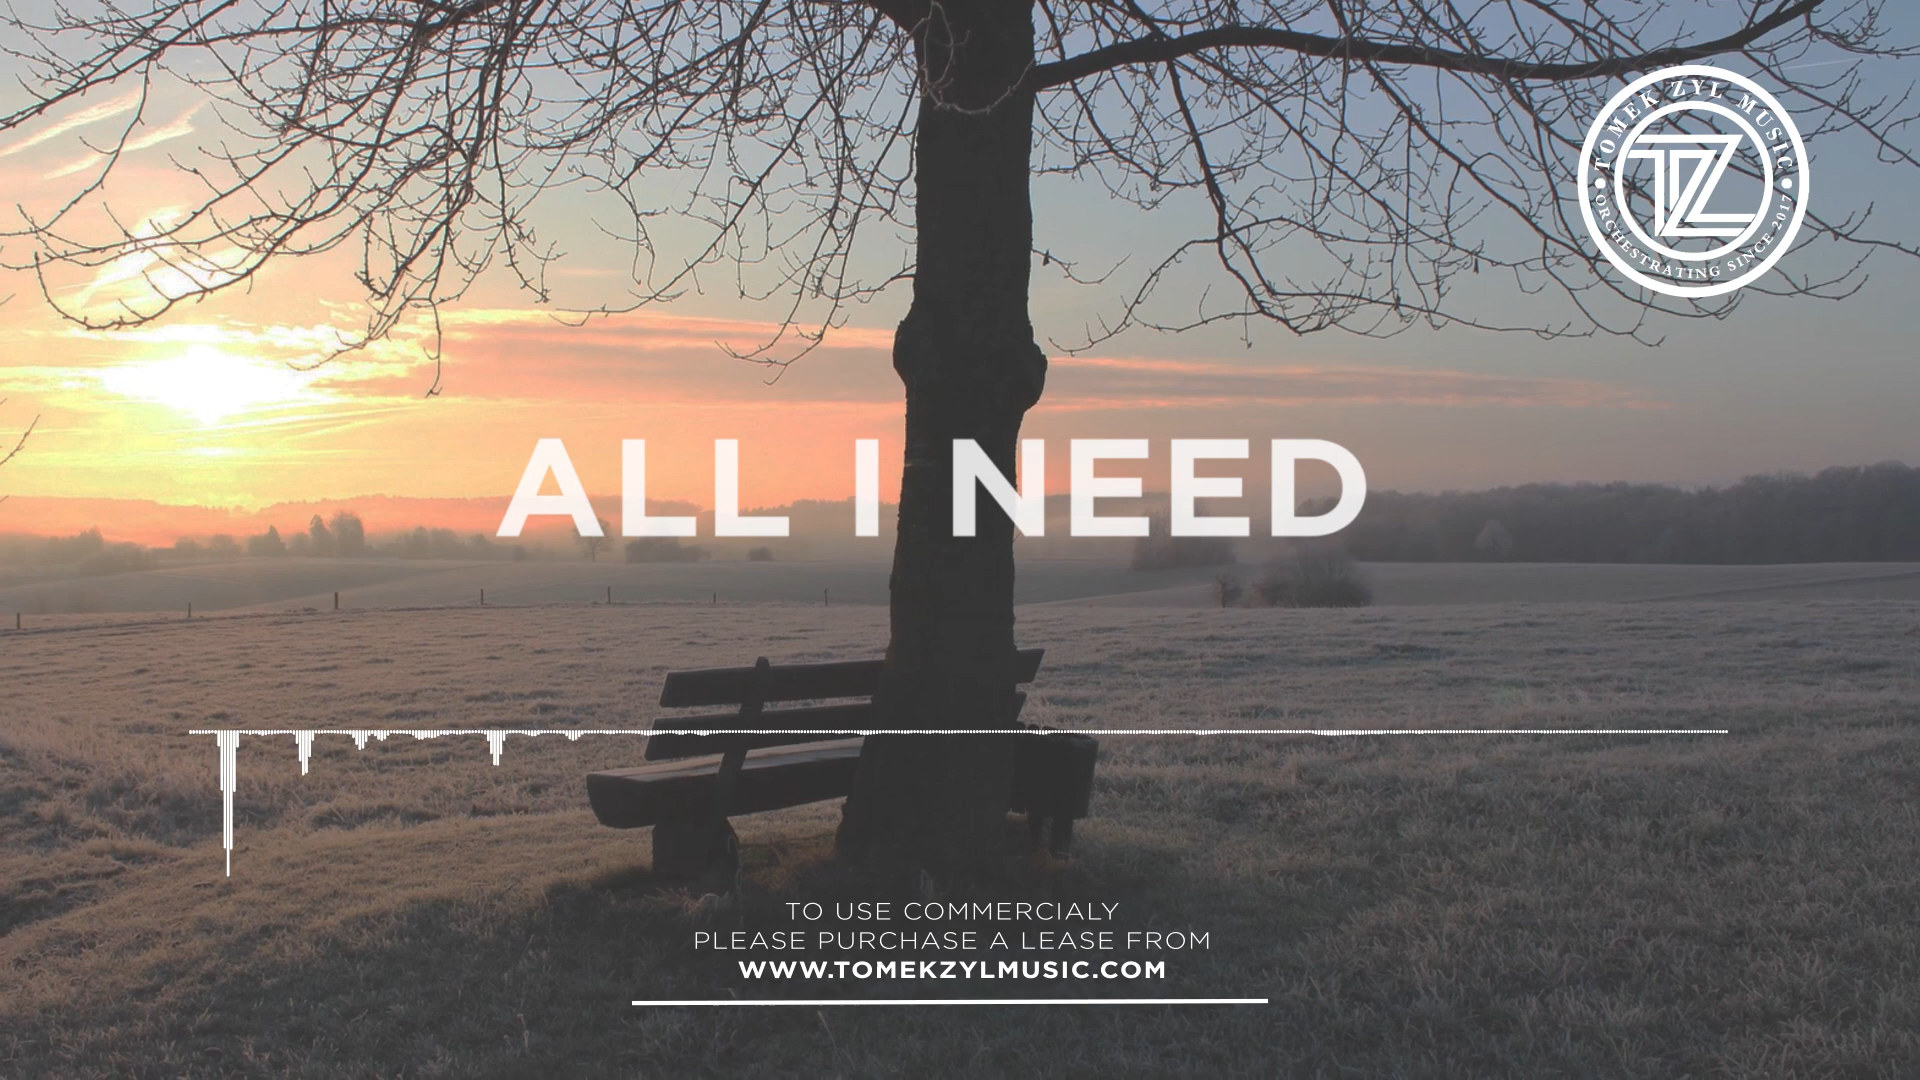 TOMEK ZYL MUSIC
TZ
ORCHESTRATING SINCE 2017
ALL I NEED
TO USE COMMERCIALY
PLEASE PURCHASE A LEASE FROM
WWW.TOMEKZYLMUSIC.COM